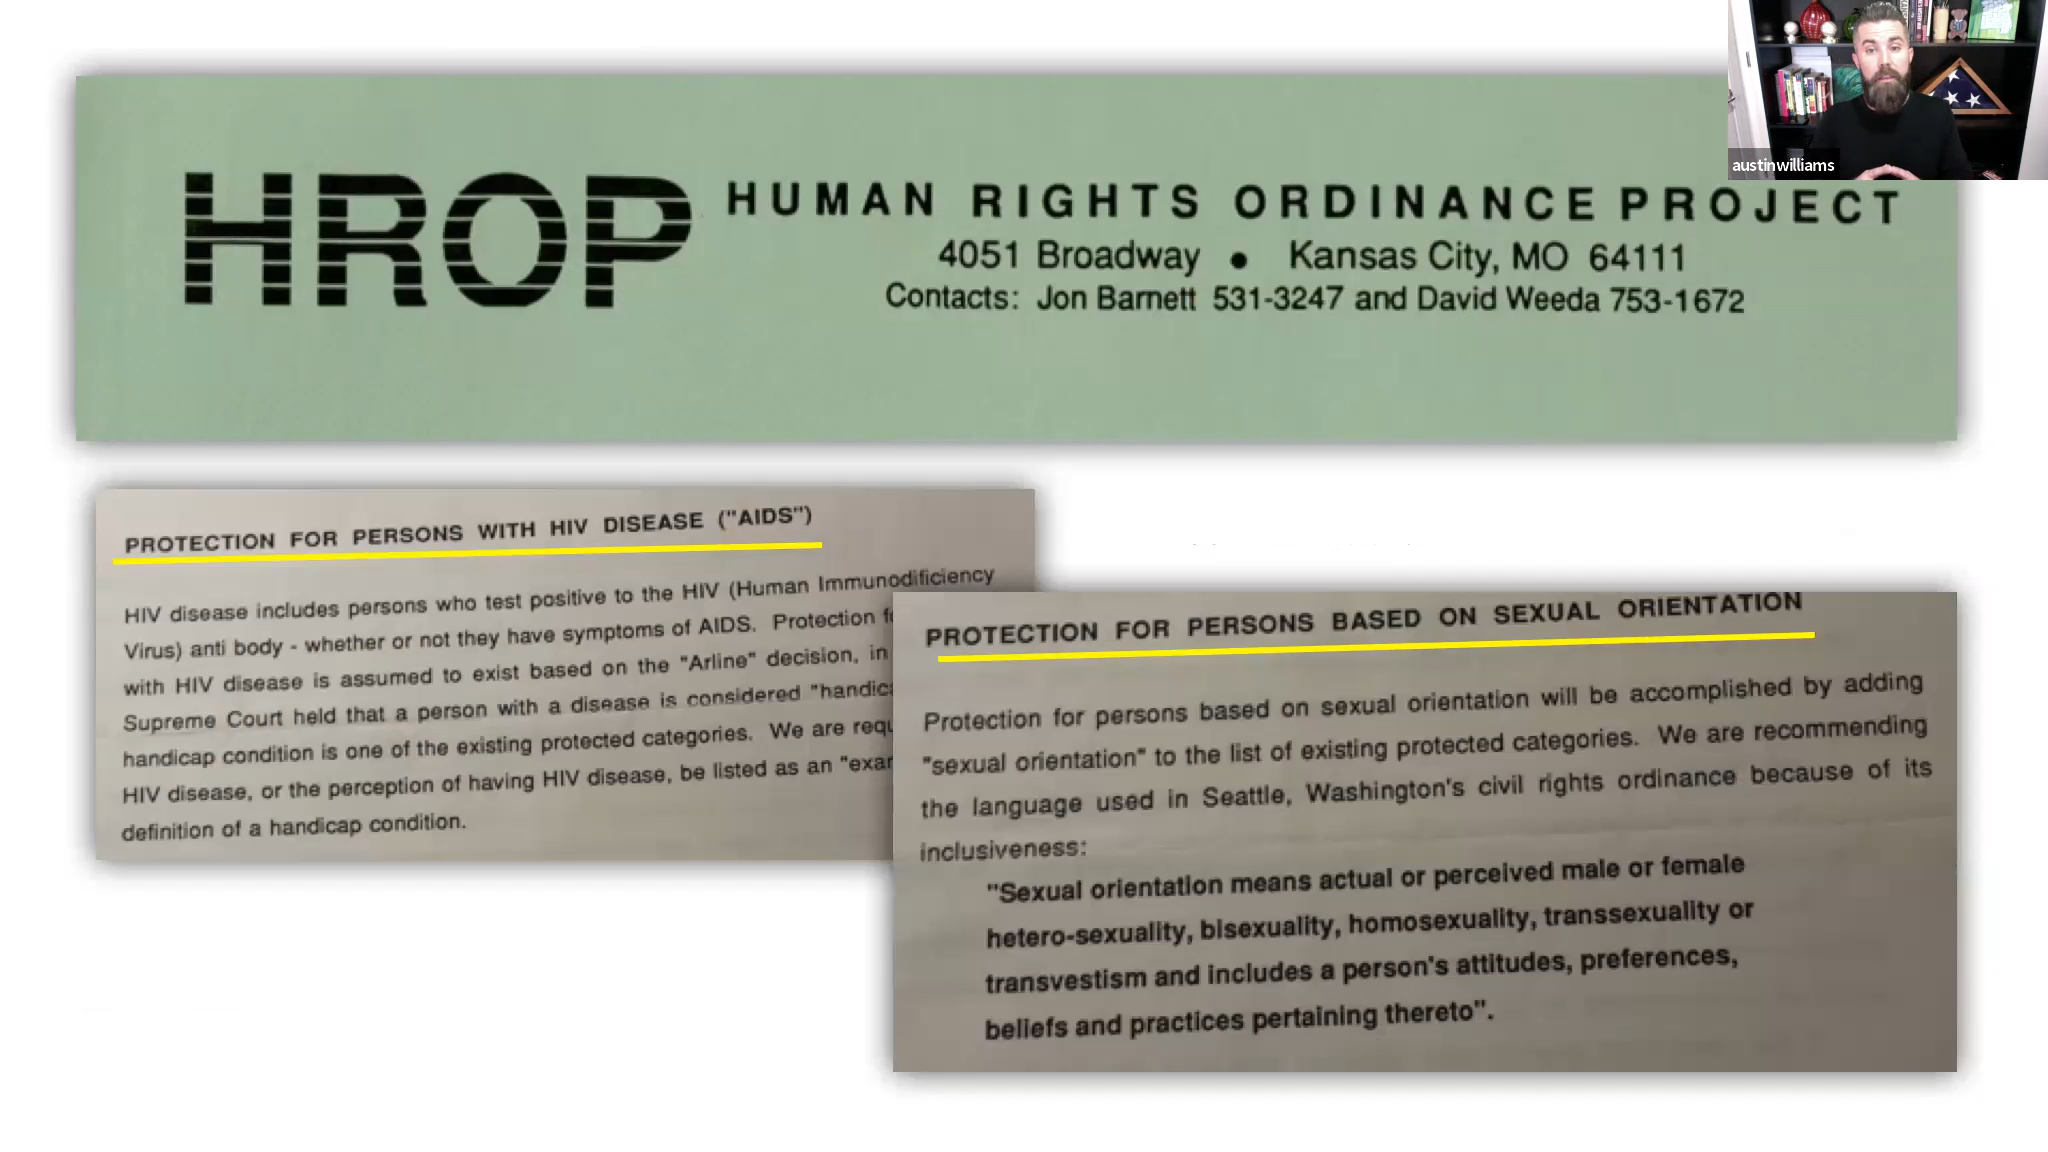 austinwilliams
HROP HUMAN RIGHTS ORDINANCE PROJECT
4051 Broadway • Kansas City, MO 64111
Contacts: Jon Barnett 531-3247 and David Weeda 753-1672
PROTECTION FOR PERSONS WITH HIV DISEASE ("AIDS")
HIV disease includes persons who test positive to the HIV (Human Immunodificiency
Virus) anti body - whether or not they have symptoms of AIDS. Protection
with HIV disease is assumed to exist based on the "Arline" decision, in
Supreme Court held that a person with a disease is considered
handicap condition is one of the existing protected categories. We are
HIV disease, or the perception of having HIV disease, be listed as an
definition of a handicap condition.
PROTECTION FOR PERSONS BASED ON SEXUAL ORIENTATION
Protection for persons based on sexual orientation will be accomplished by adding
"sexual orientation" to the list of existing protected categories. We are recommending
the language used in Seattle, Washington's civil rights ordinance because of its
inclusiveness:
"Sexual orientation means actual or perceived male or female
hetero-sexuality, bisexuality, homosexuality, transsexuality or
transvestism and includes a person's attitudes, preferences,
beliefs and practices pertaining thereto".